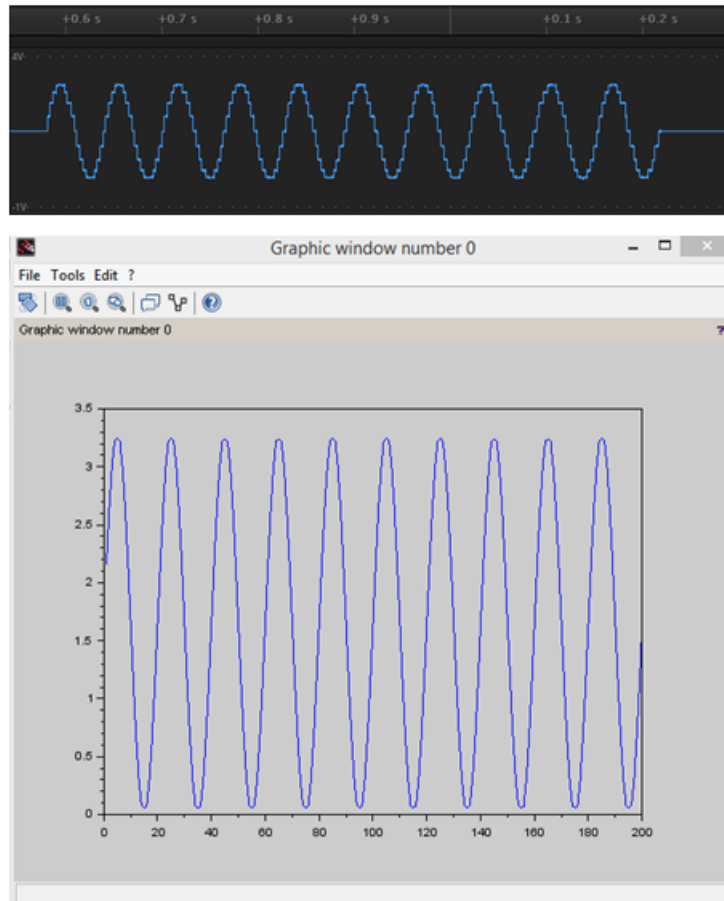 +0.6 s +0.7 s +0.8 s +0.9 s +0.1 s +0.2 s
4V
-1V
Graphic window number 0
File Tools Edit ?
Graphic window number 0 ?
3.5
3
2.5
2
1.5
1
0.5
0
0 20 40 60 80 100 120 140 160 180 200